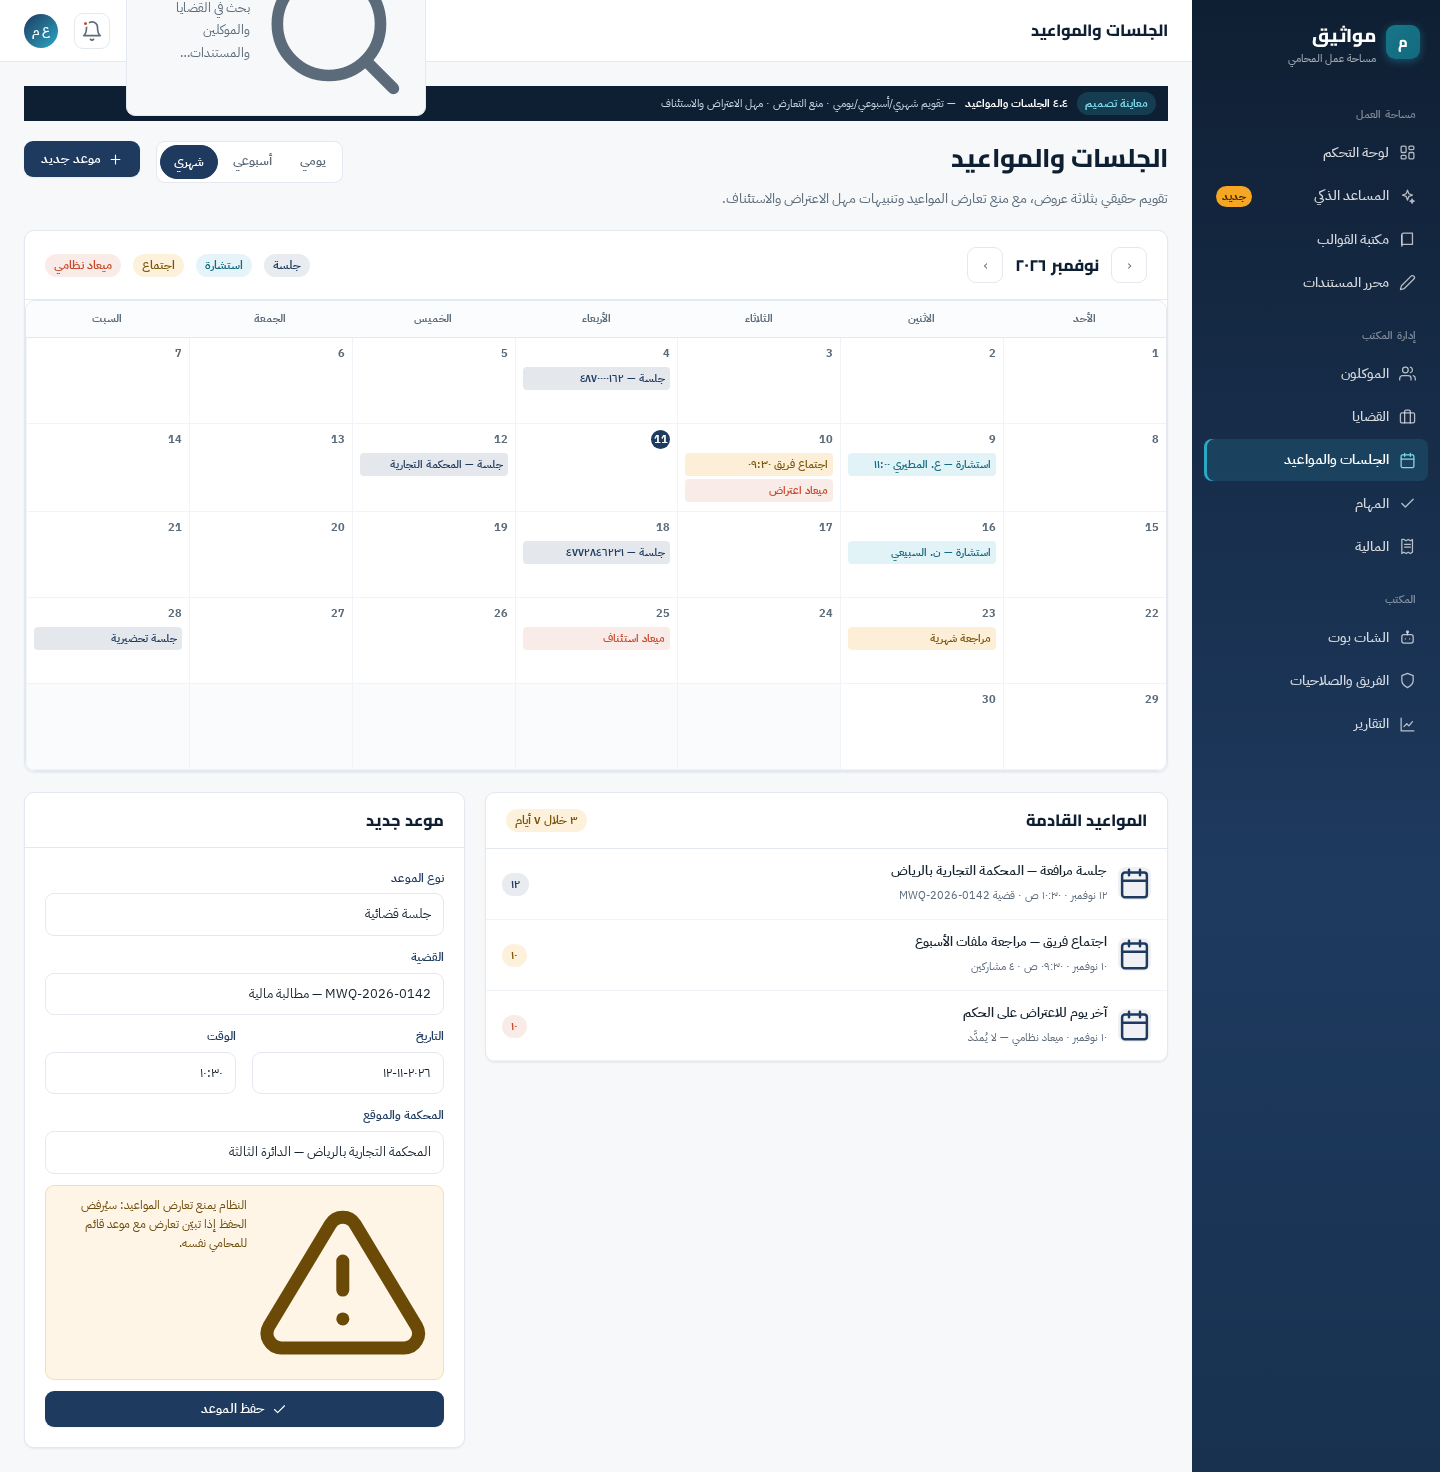 مواثيق
مساحة عمل المحامي
مساحة العمل
لوحة التحكم
المساعد الذكي
جديد
مكتبة القوالب
محرر المستندات
إدارة المكتب
الموكلون
القضايا
الجلسات والمواعيد
المهام
المالية
المكتب
الشات بوت
الفريق والصلاحيات
التقارير
الجلسات والمواعيد
بحث في القضايا
والموكلين
والمستندات...
ع م
معاينة تصميم
٤.٤ الجلسات والمواعيد — تقويم شهري/أسبوعي/يومي · منع التعارض · مهل الاعتراض والاستئناف
الجلسات والمواعيد
تقويم حقيقي بثلاثة عروض، مع منع تعارض المواعيد وتنبيهات مهل الاعتراض والاستئناف.
يومي
أسبوعي
شهري
موعد جديد
نوفمبر ٢٠٢٦
جلسة
استشارة
اجتماع
ميعاد نظامي
الأحد
الاثنين
الثلاثاء
الأربعاء
الخميس
الجمعة
السبت
1
2
3
4
جلسة — ٤٨٧٠٠٠٠١٦٢
5
6
7
8
9
استشارة — ع. المطيري ١١:٠٠
10
اجتماع فريق ٠٩:٣٠
ميعاد اعتراض
11
12
جلسة — المحكمة التجارية
13
14
15
16
استشارة — ن. السبيعي
17
18
جلسة — ٤٧٧٢٨٤٦٢٣١
19
20
21
22
23
مراجعة شهرية
24
25
ميعاد استئناف
26
27
28
جلسة تحضيرية
29
30
المواعيد القادمة
٣ خلال ٧ أيام
جلسة مرافعة — المحكمة التجارية بالرياض
١٢ نوفمبر · ١٠:٣٠ ص · قضية MWQ-2026-0142
١٢
اجتماع فريق — مراجعة ملفات الأسبوع
١٠ نوفمبر · ٠٩:٣٠ ص · ٤ مشاركين
١٠
آخر يوم للاعتراض على الحكم
١٠ نوفمبر · ميعاد نظامي — لا يُمدَّد
١٠
موعد جديد
نوع الموعد
جلسة قضائية
القضية
MWQ-2026-0142 — مطالبة مالية
التاريخ
الوقت
١٢-١١-٢٠٢٦
١٠:٣٠
المحكمة والموقع
المحكمة التجارية بالرياض — الدائرة الثالثة
النظام يمنع تعارض المواعيد: سيُرفض
الحفظ إذا تبيّن تعارض مع موعد قائم
للمحامي نفسه.
حفظ الموعد